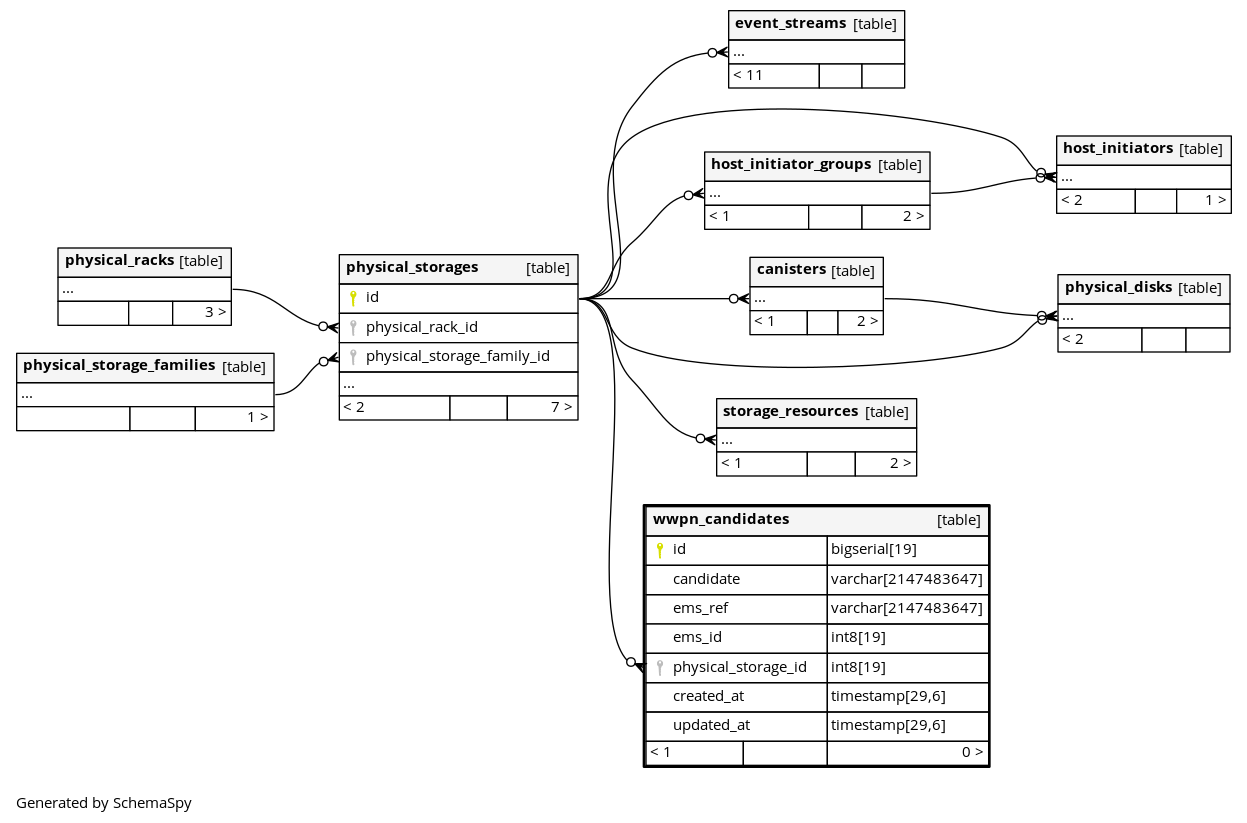 event_streams [table]
...
< 11
host_initiators [table]
...
< 2 1 >
host_initiator_groups [table]
...
< 1 2 >
physical_racks [table]
...
3 >
physical_storages [table]
id
physical_rack_id
physical_storage_family_id
...
< 2 7 >
canisters [table]
...
< 1 2 >
physical_disks [table]
...
< 2
physical_storage_families [table]
...
1 >
storage_resources [table]
...
< 1 2 >
wwpn_candidates [table]
id bigserial[19]
candidate varchar[2147483647]
ems_ref varchar[2147483647]
ems_id int8[19]
physical_storage_id int8[19]
created_at timestamp[29,6]
updated_at timestamp[29,6]
< 1 0 >
Generated by SchemaSpy